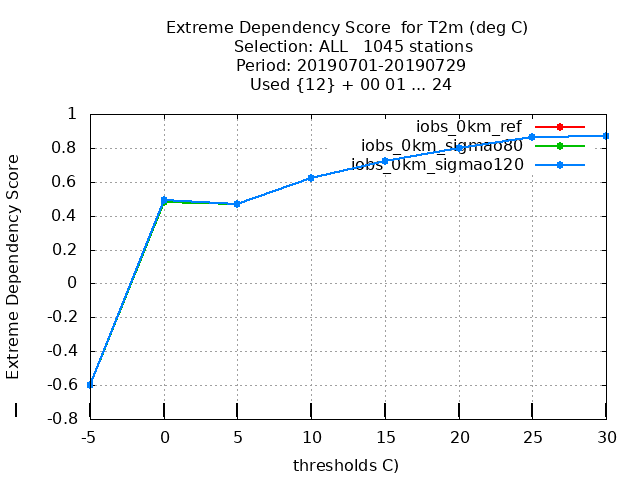 Extreme Dependency Score  for T2m (deg C)
Selection: ALL   1045 stations
Period: 20190701-20190729
Used {12} + 00 01 ... 24
iobs_0km_ref
iobs_0km_sigmao80
iobs_0km_sigmao120
Extreme Dependency Score
1
0.8
0.6
0.4
0.2
0
-0.2
-0.4
-0.6
-0.8
-5
0
5
10
15
20
25
30
thresholds C)